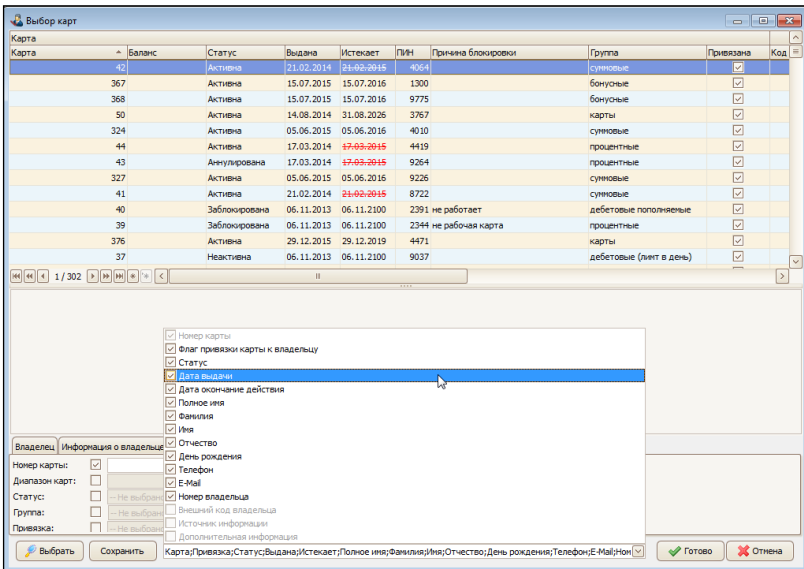 Выбор карт
Карта
Карта Баланс Статус Выдана Истекает ПИН Причина блокировки Группа Привязана Код
42 Активна 21.02.2014 21.02.2015 4064 суммовые
367 Активна 15.07.2015 15.07.2016 1300 бонусные
368 Активна 15.07.2015 15.07.2016 9775 бонусные
50 Активна 14.08.2014 31.08.2026 3767 карты
324 Активна 05.06.2015 05.06.2016 4010 суммовые
44 Активна 17.03.2014 17.03.2015 4419 процентные
43 Аннулирована 17.03.2014 17.03.2015 9264 процентные
327 Активна 05.06.2015 05.06.2016 9226 суммовые
41 Активна 21.02.2014 21.02.2015 8722 суммовые
40 Заблокирована 06.11.2013 06.11.2100 2391 не работает дебетовые пополняемые
39 Заблокирована 06.11.2013 06.11.2100 2344 не рабочая карта процентные
376 Активна 29.12.2015 29.12.2019 4471 карты
37 Неактивна 06.11.2013 06.11.2100 9037 дебетовые (лимт в день)
1 / 302
Номер карты
Флаг привязки карты к владельцу
Статус
Дата выдачи
Дата окончание действия
Полное имя
Фамилия
Имя
Отчество
День рождения
Телефон
E-Mail
Номер владельца
Внешний код владельца
Источник информации
Дополнительная информация
Владелец Информация о владельце
Номер карты:
Диапазон карт:
Статус: -- Не выбран
Группа: -- Не выбран
Привязка: -- Не выбран
Выбрать Сохранить Карта;Привязка;Статус;Выдана;Истекает;Полное имя;Фамилия;Имя;Отчество;День рождения;Телефон;E-Mail;Ном Готово Отмена